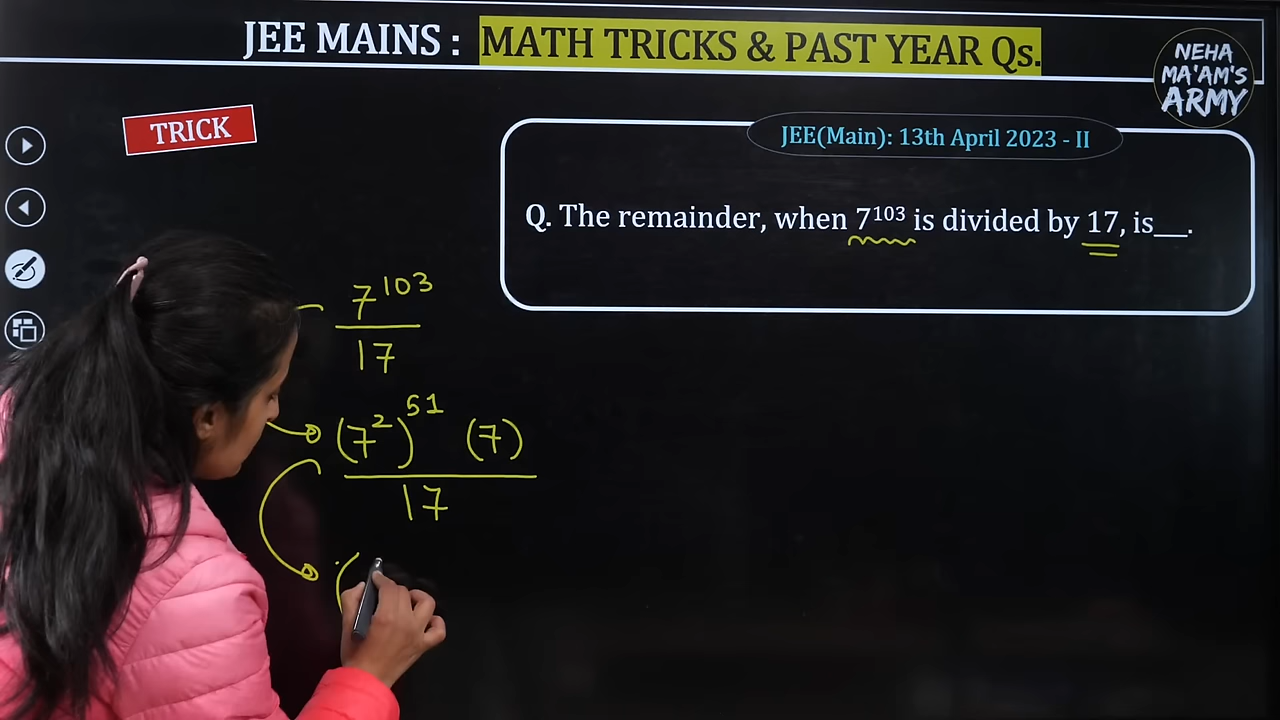 JEE MAINS : MATH TRICKS & PAST YEAR Qs.
NEHA
MA'AM'S
ARMY
TRICK
JEE(Main): 13th April 2023 - II
Q. The remainder, when 7¹⁰³ is divided by 17, is__.
7¹⁰³
17
(7²)⁵¹ (7)
17
(